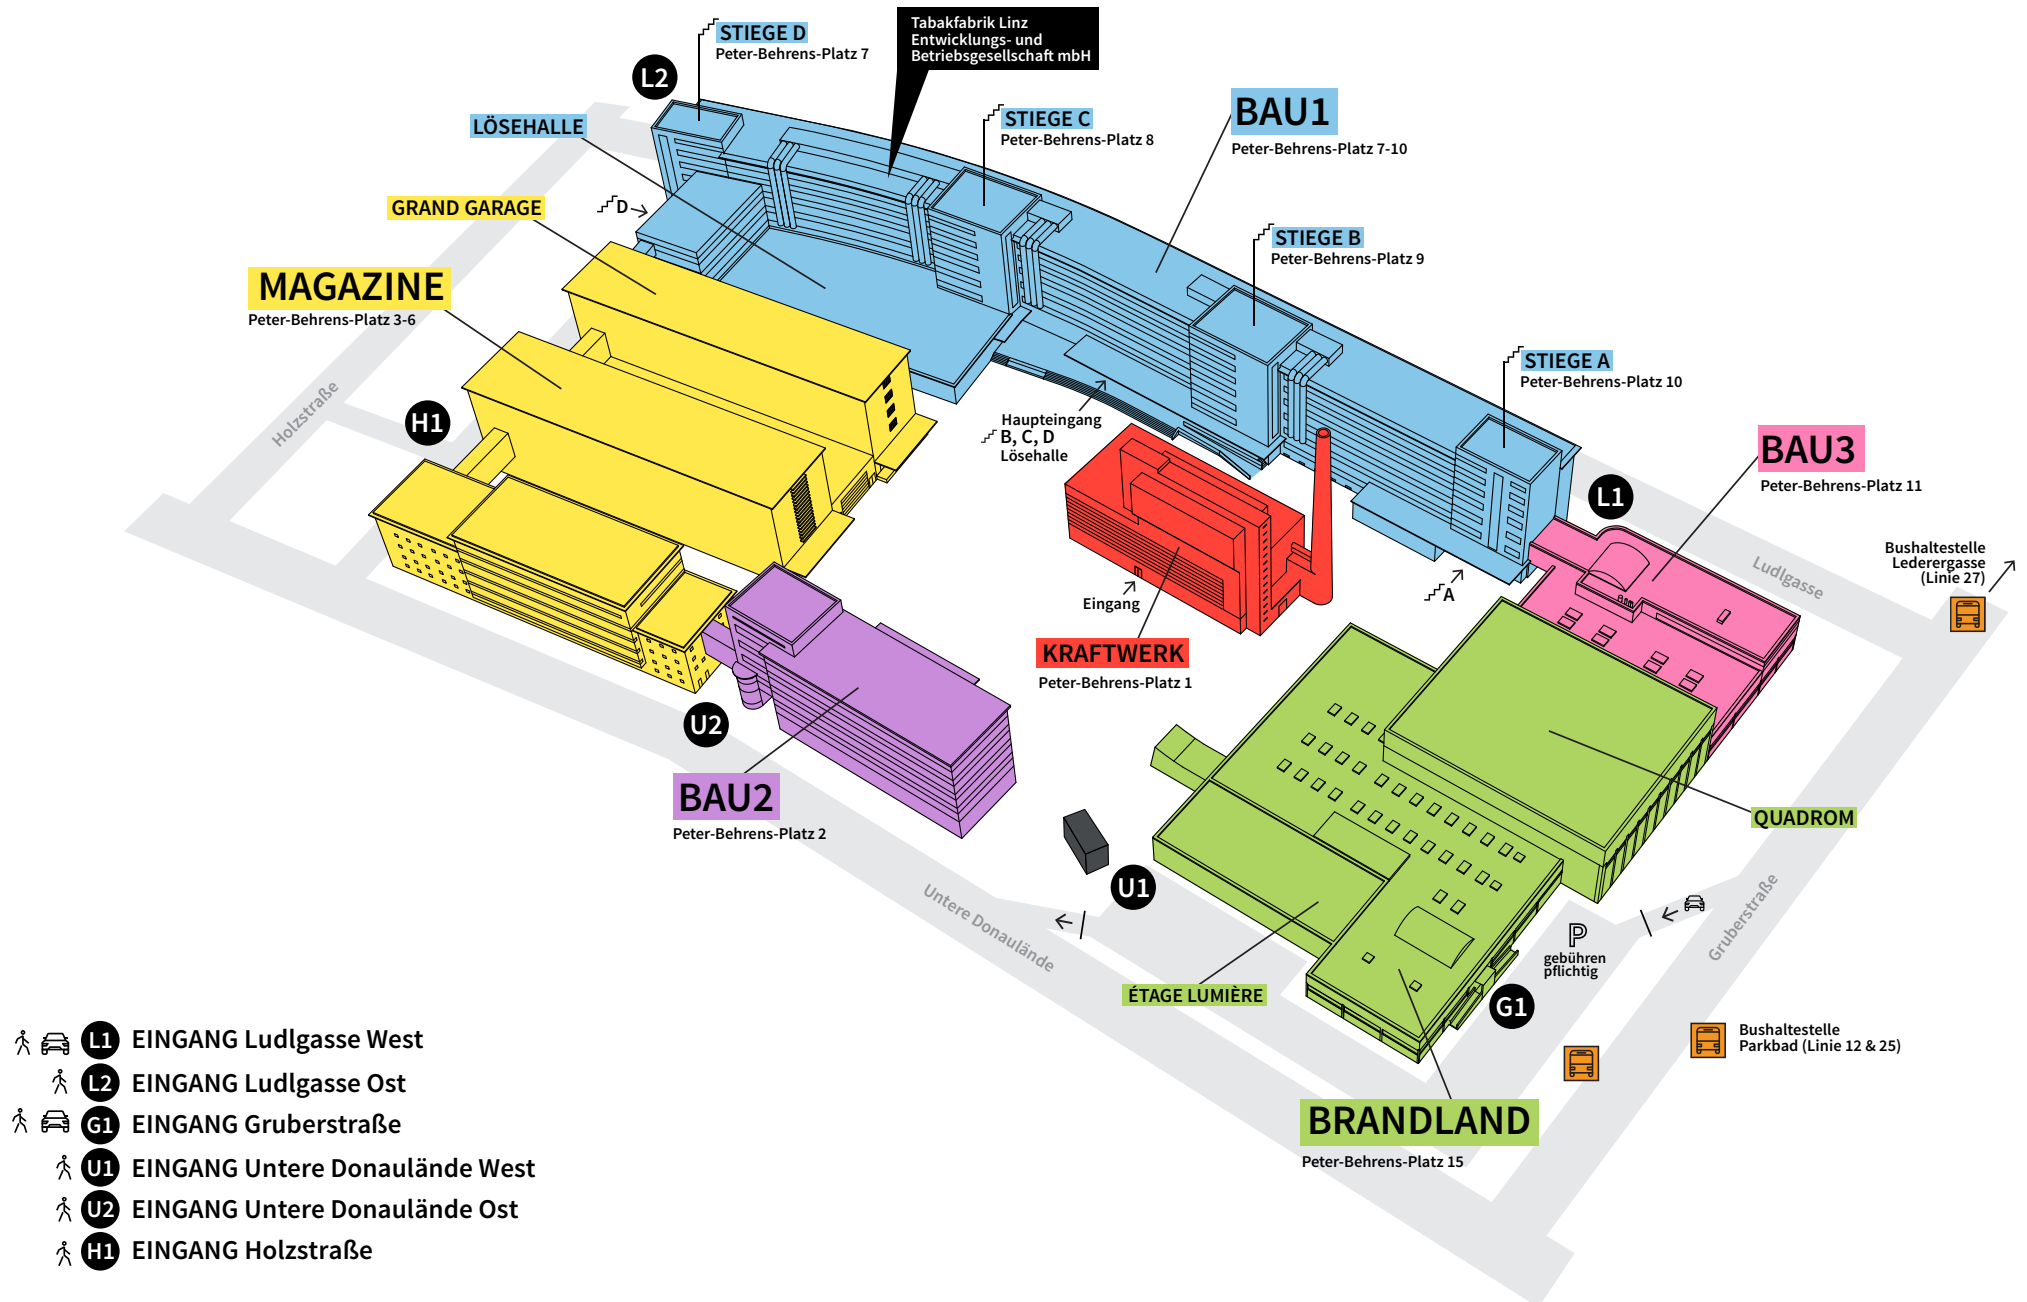 STIEGE D
Peter-Behrens-Platz 7
Tabakfabrik Linz
Entwicklungs- und
Betriebsgesellschaft mbH
L2
LÖSEHALLE
STIEGE C
Peter-Behrens-Platz 8
BAU1
Peter-Behrens-Platz 7-10
GRAND GARAGE
D
STIEGE B
Peter-Behrens-Platz 9
MAGAZINE
Peter-Behrens-Platz 3-6
STIEGE A
Peter-Behrens-Platz 10
Holzstraße
H1
Haupteingang
B, C, D
Lösehalle
BAU3
Peter-Behrens-Platz 11
L1
Ludlgasse
Bushaltestelle
Lederergasse
(Linie 27)
Eingang
A
KRAFTWERK
Peter-Behrens-Platz 1
U2
BAU2
Peter-Behrens-Platz 2
QUADROM
U1
Untere Donaulände
Gruberstraße
P
gebühren
pflichtig
ÉTAGE LUMIÈRE
G1
Bushaltestelle
Parkbad (Linie 12 & 25)
BRANDLAND
Peter-Behrens-Platz 15
L1 EINGANG Ludlgasse West
L2 EINGANG Ludlgasse Ost
G1 EINGANG Gruberstraße
U1 EINGANG Untere Donaulände West
U2 EINGANG Untere Donaulände Ost
H1 EINGANG Holzstraße